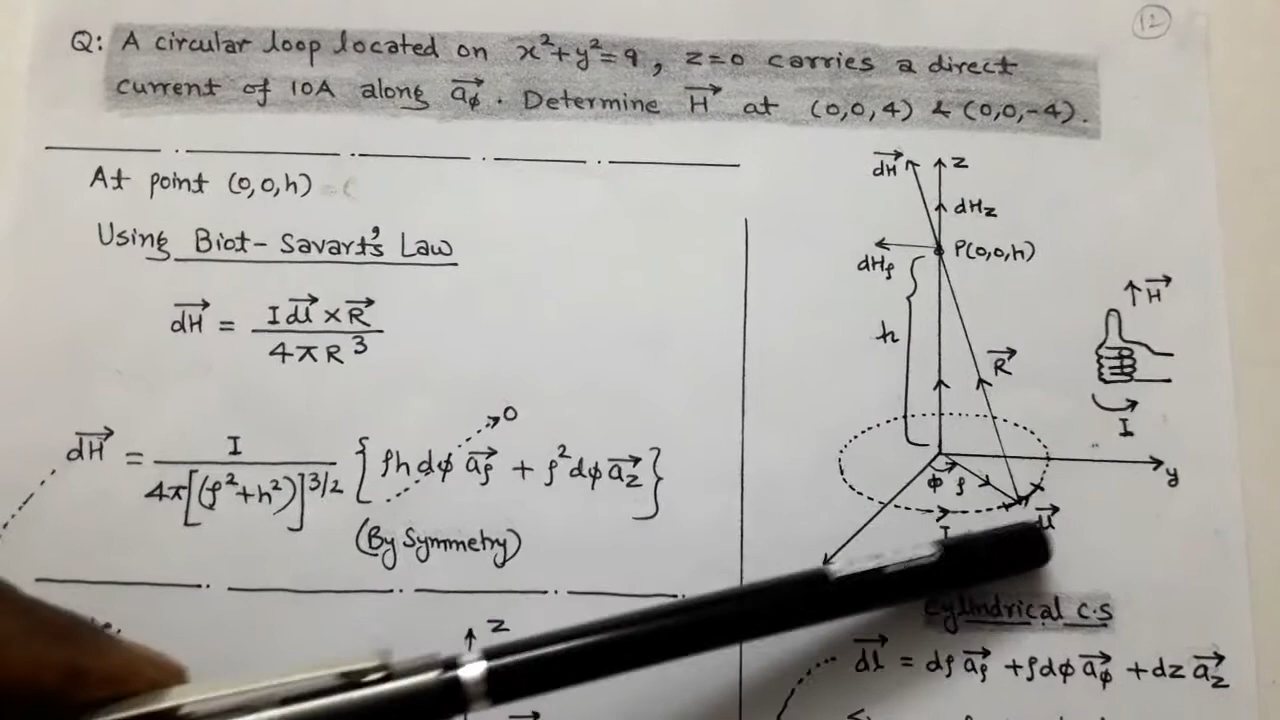 12
Q: A circular loop located on x²+y²=9, z=0 carries a direct
current of 10A along a⃗ϕ. Determine H⃗ at (0,0,4) & (0,0,-4).
At point (0,0,h)
Using Biot-Savart's Law
dH⃗ = I dl⃗ × R⃗ / 4πR³
dH⃗ = I / 4π[(ρ²+h²)]^3/2 {ρh dϕ a⃗ρ + ρ² dϕ a⃗z}
0
(By Symmetry)
z
dH⃗
z
dHz
dHρ
P(0,0,h)
h
R⃗
H⃗
I
ϕ
ρ
y
I
dl⃗
Cylindrical c.s
dl⃗ = dρ a⃗ρ + ρdϕ a⃗ϕ + dz a⃗z